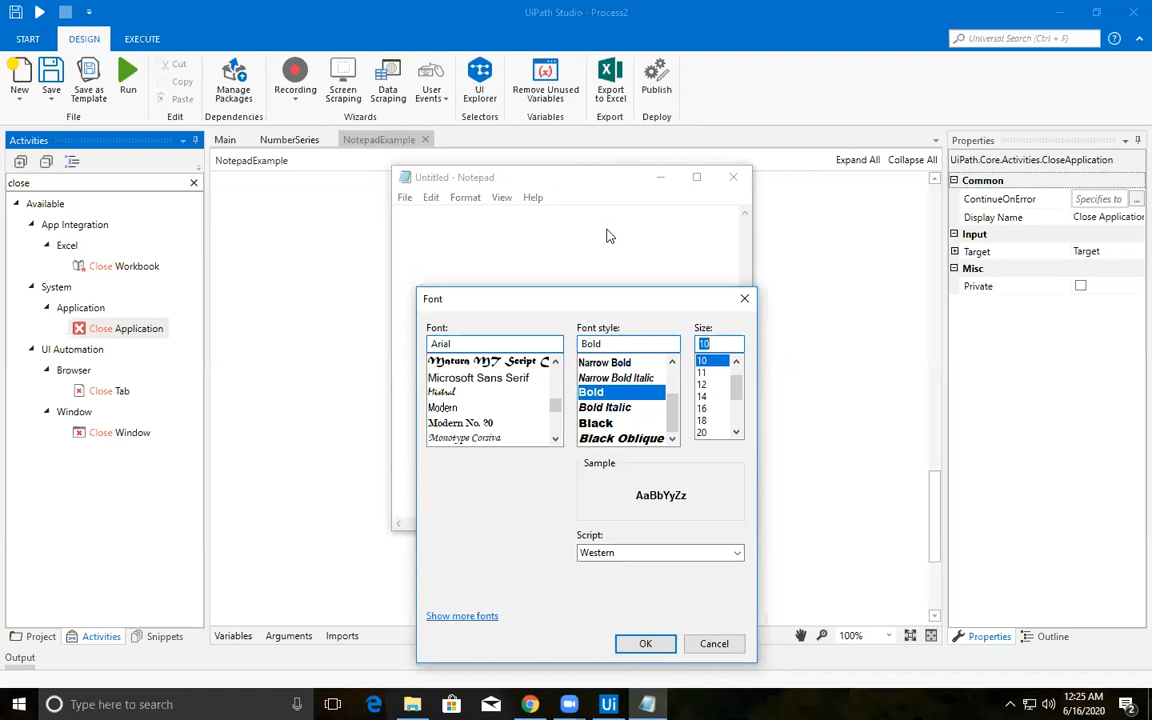 UiPath Studio - Process2
START
DESIGN
EXECUTE
Universal Search (Ctrl + F)
New
Save
Save as Template
Run
Cut
Copy
Paste
Manage Packages
Recording
Screen Scraping
Data Scraping
User Events
UI Explorer
Remove Unused Variables
Export to Excel
Publish
File
Edit
Dependencies
Wizards
Selectors
Variables
Export
Deploy
Activities
Main
NumberSeries
NotepadExample
Properties
NotepadExample
Expand All
Collapse All
UiPath.Core.Activities.CloseApplication
close
Available
App Integration
Excel
Close Workbook
System
Application
Close Application
UI Automation
Browser
Close Tab
Window
Close Window
Untitled - Notepad
File
Edit
Format
View
Help
Font
Font:
Font style:
Size:
Arial
Bold
10
Matura MT Script C
Microsoft Sans Serif
Mistral
Modern
Modern No. 20
Monotype Corsiva
Narrow Bold
Narrow Bold Italic
Bold
Bold Italic
Black
Black Oblique
10
11
12
14
16
18
20
Sample
AaBbYyZz
Script:
Western
Show more fonts
OK
Cancel
Common
ContinueOnError
Specifies to
...
Display Name
Close Application
Input
Target
Target
Misc
Private
Project
Activities
Snippets
Variables
Arguments
Imports
100%
Properties
Outline
Output
Type here to search
Ui
12:25 AM
6/16/2020
2